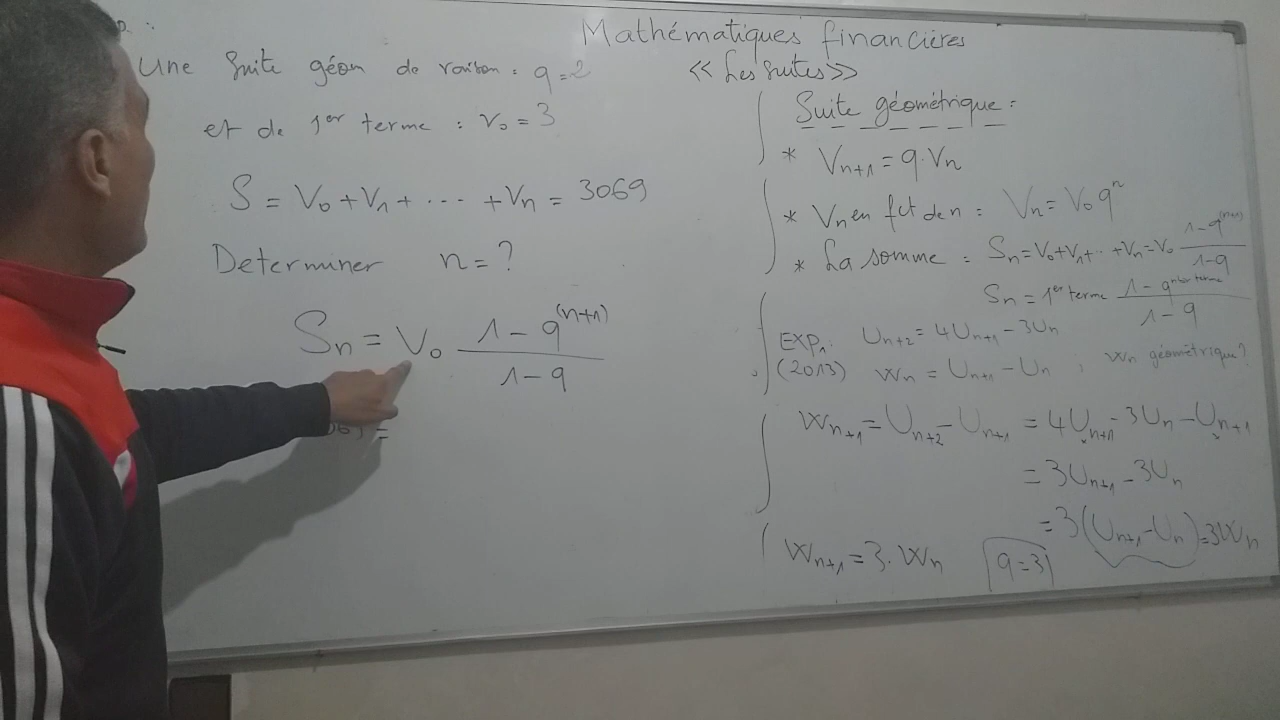 Mathématiques financières
<< Les suites >>
Une suite géom de raison : q=2
et de 1er terme : V₀ = 3
S = V₀ + V₁ + ... + Vn = 3069
Determiner n = ?
Sn = V₀ (1 - q^(n+1)) / (1 - q)
=
Suite géométrique :
* Vn+1 = q.Vn
* Vn en fct de n : Vn = V₀ q^n
* La somme : Sn = V₀+V₁+..+Vn = V₀ (1-q^(n+1)) / (1-q)
Sn = 1er terme (1 - q^nbr terme) / (1 - q)
EXP₁: Un+2 = 4Un+1 - 3Un
(2013) Wn = Un+1 - Un ; Wn géométrique?
Wn+1 = Un+2 - Un+1 = 4Un+1 - 3Un - Un+1
= 3Un+1 - 3Un
= 3(Un+1 - Un) = 3Wn
Wn+1 = 3. Wn q=3